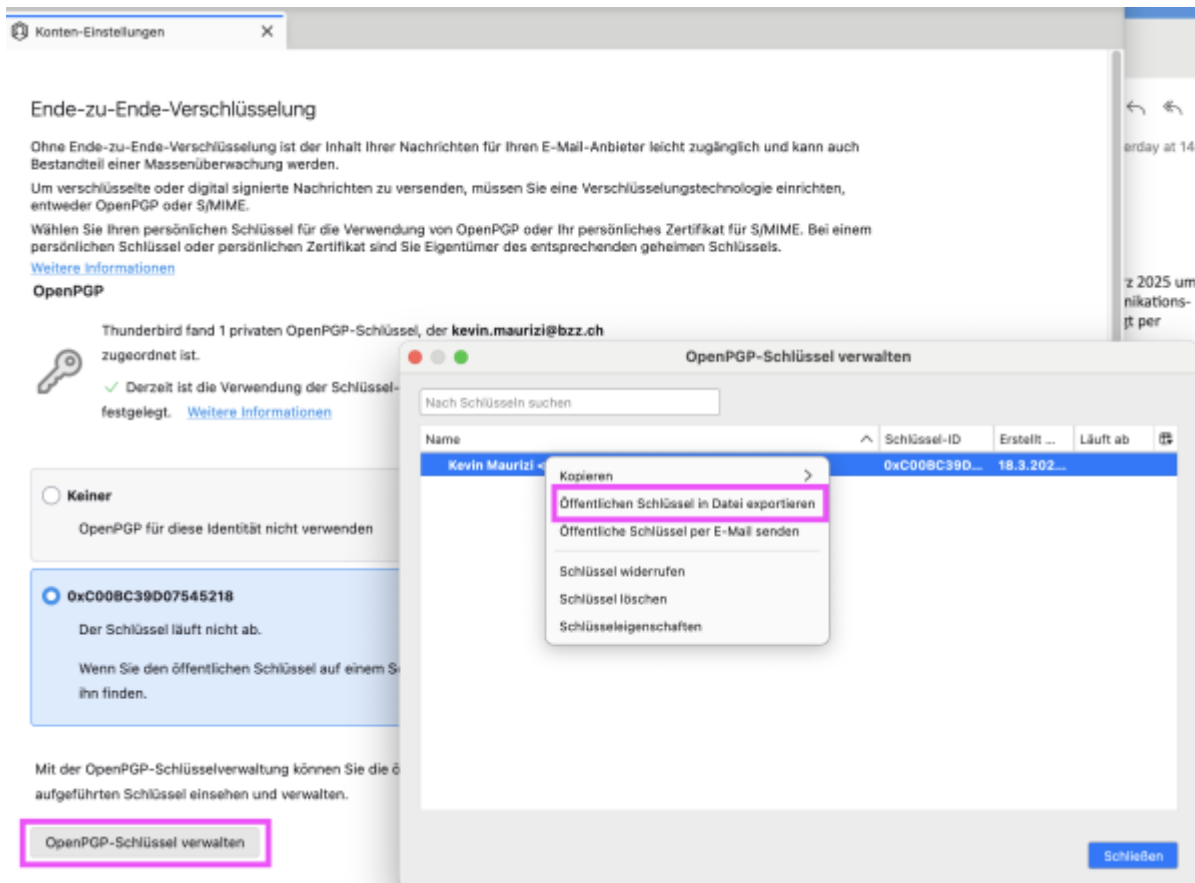 Konten-Einstellungen
Ende-zu-Ende-Verschlüsselung
Ohne Ende-zu-Ende-Verschlüsselung ist der Inhalt Ihrer Nachrichten für Ihren E-Mail-Anbieter leicht zugänglich und kann auch
Bestandteil einer Massenüberwachung werden.
Um verschlüsselte oder digital signierte Nachrichten zu versenden, müssen Sie eine Verschlüsselungstechnologie einrichten,
entweder OpenPGP oder S/MIME.
Wählen Sie Ihren persönlichen Schlüssel für die Verwendung von OpenPGP oder Ihr persönliches Zertifikat für S/MIME. Bei einem
persönlichen Schlüssel oder persönlichen Zertifikat sind Sie Eigentümer des entsprechenden geheimen Schlüssels.
Weitere Informationen
OpenPGP
Thunderbird fand 1 privaten OpenPGP-Schlüssel, der kevin.maurizi@bzz.ch
zugeordnet ist.
Derzeit ist die Verwendung der Schlüssel-
festgelegt. Weitere Informationen
Keiner
OpenPGP für diese Identität nicht verwenden
0xC00BC39D07545218
Der Schlüssel läuft nicht ab.
Wenn Sie den öffentlichen Schlüssel auf einem S
ihn finden.
Mit der OpenPGP-Schlüsselverwaltung können Sie die ö
aufgeführten Schlüssel einsehen und verwalten.
OpenPGP-Schlüssel verwalten
erday at 14
z 2025 um
nikations-
gt per
OpenPGP-Schlüssel verwalten
Nach Schlüsseln suchen
Name Schlüssel-ID Erstellt ... Läuft ab
Kevin Maurizi < 0xC00BC39D... 18.3.202...
Kopieren
Öffentlichen Schlüssel in Datei exportieren
Öffentliche Schlüssel per E-Mail senden
Schlüssel widerrufen
Schlüssel löschen
Schlüsseleigenschaften
Schließen